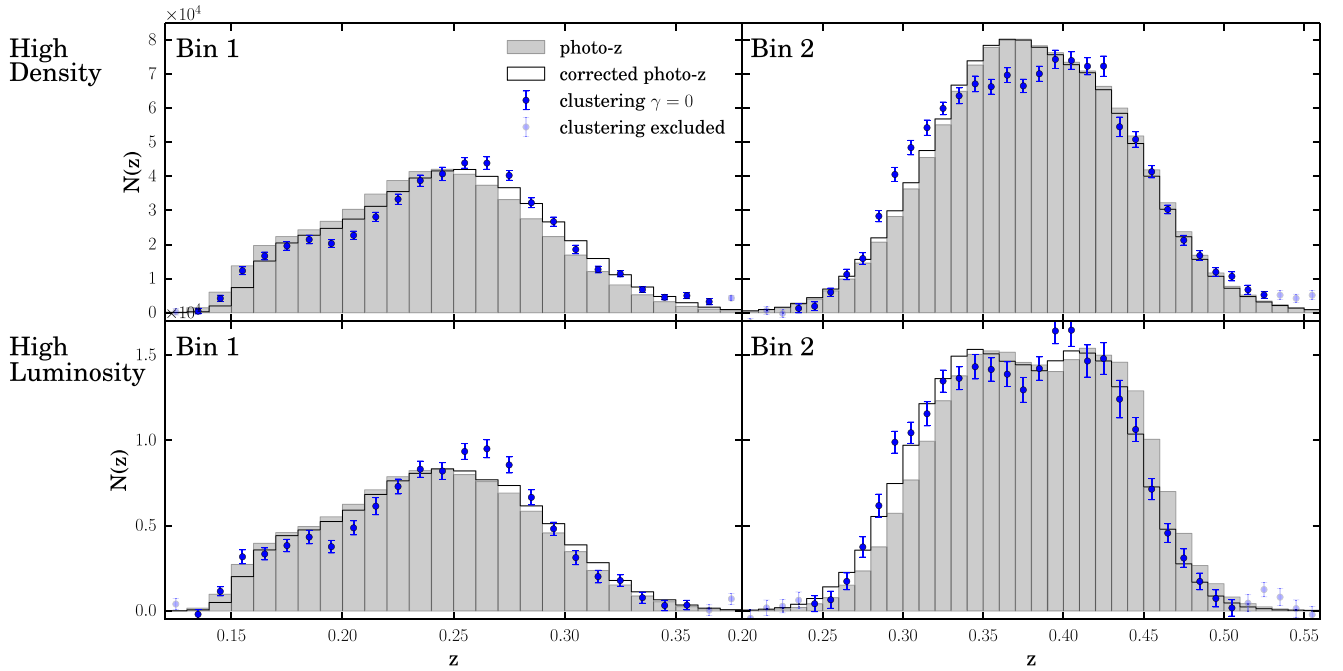 ×10⁴
High
Density
Bin 1
photo-z
corrected photo-z
clustering γ = 0
clustering excluded
Bin 2
N(z)
8
7
6
5
4
3
2
1
0
×10⁴
High
Luminosity
Bin 1
Bin 2
N(z)
1.5
1.0
0.5
0.0
0.15 0.20 0.25 0.30 0.35 0.20 0.25 0.30 0.35 0.40 0.45 0.50 0.55
z z